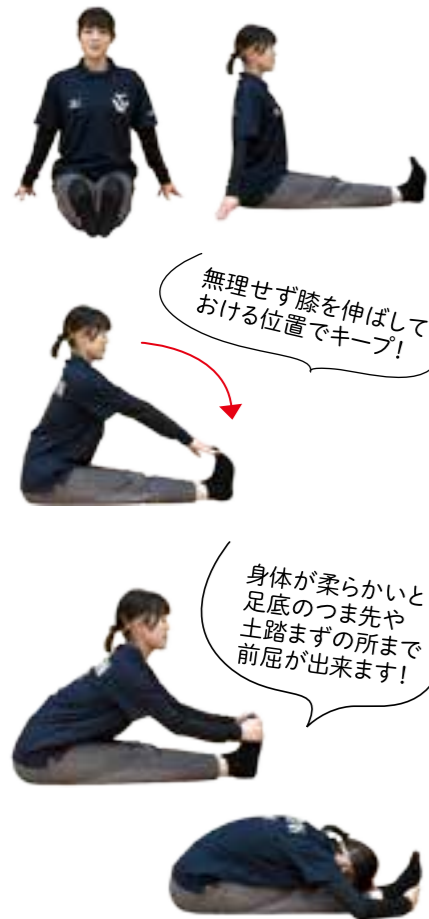 無理せず膝を伸ばして
おける位置でキープ!
身体が柔らかいと
足底のつま先や
土踏まずの所まで
前屈が出来ます!